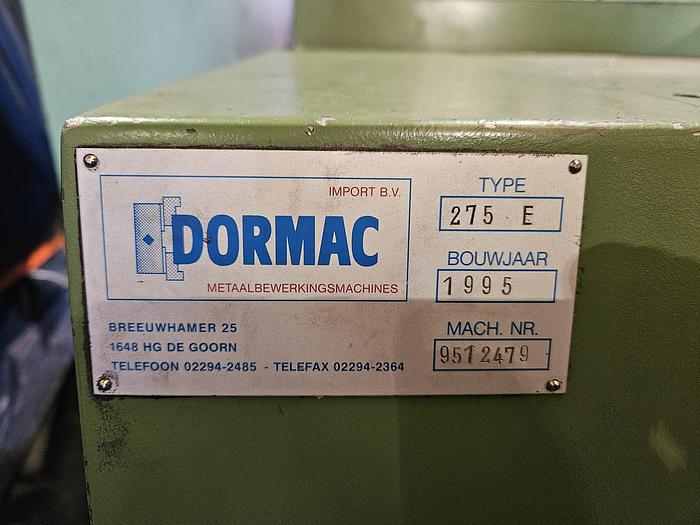 IMPORT B.V.
DORMAC
METAALBEWERKINGSMACHINES
BREEUWHAMER 25
1648 HG DE GOORN
TELEFOON 02294-2485 - TELEFAX 02294-2364
TYPE
275 E
BOUWJAAR
1995
MACH. NR.
9512479